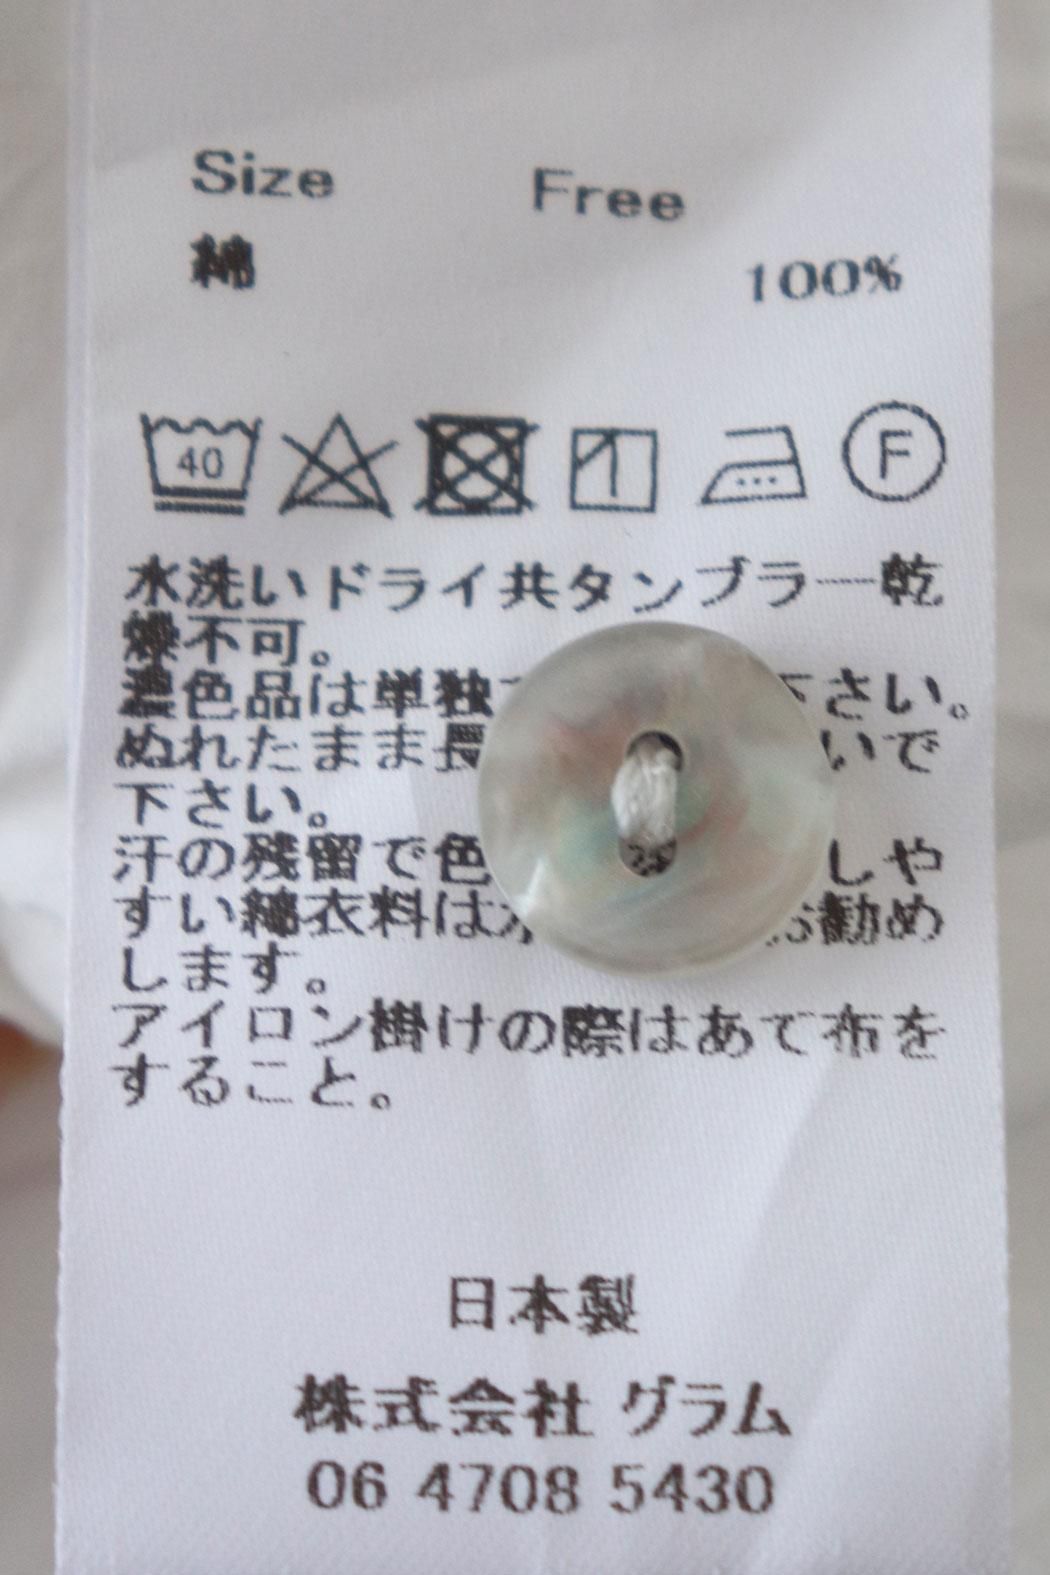 Size Free
綿 100%
40 F
水洗いドライ共タンブラー乾
燥不可。
濃色品は単独 下さい。
ぬれたまま長 いで
下さい。
汗の残留で色 しや
すい綿衣料は水 お勧め
します。
アイロン掛けの際はあて布を
すること。
日本製
株式会社 グラム
06 4708 5430